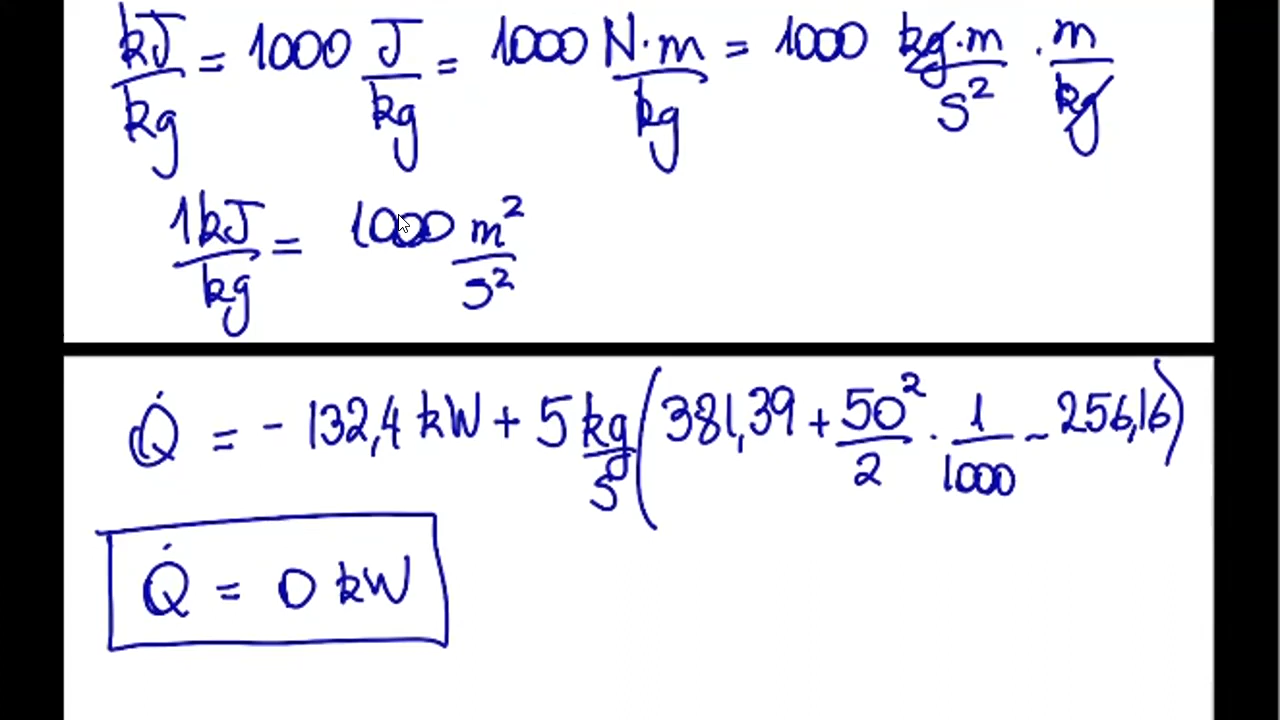 kJ/kg = 1000 J/kg = 1000 N·m/kg = 1000 kg·m/s² · m/kg
1kJ/kg = 1000 m²/s²
Q̇ = - 132,4 kW + 5 kg/s (381,39 + 50²/2 · 1/1000 - 256,16)
Q̇ = 0 kW